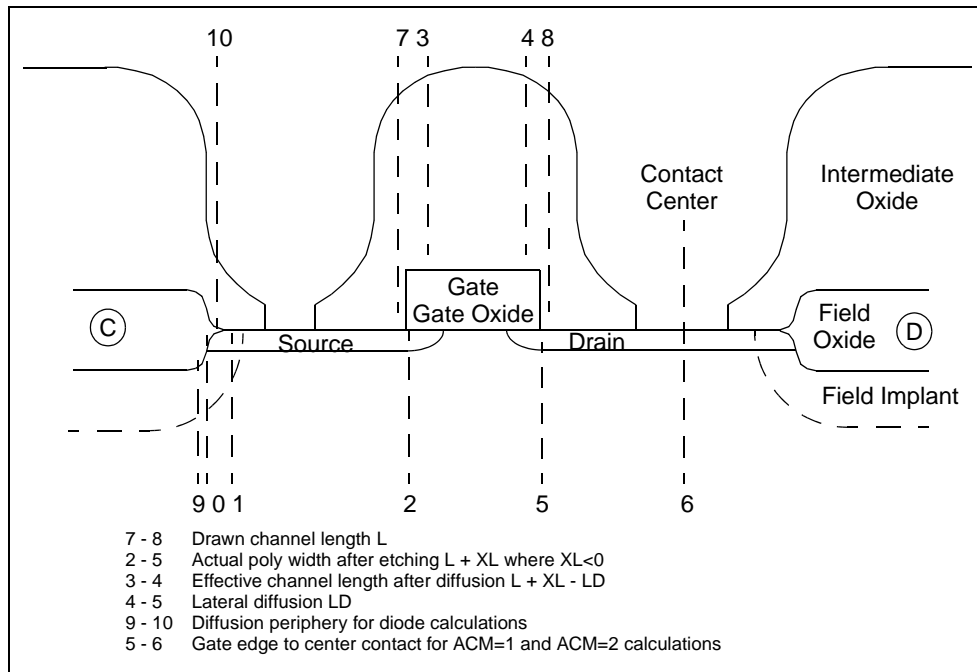 10 7 3 4 8
Contact
Center
Intermediate
Oxide
Gate
Gate Oxide
C
Source
Drain
Field
Oxide
D
Field Implant
9 0 1 2 5 6
7 - 8 Drawn channel length L
2 - 5 Actual poly width after etching L + XL where XL<0
3 - 4 Effective channel length after diffusion L + XL - LD
4 - 5 Lateral diffusion LD
9 - 10 Diffusion periphery for diode calculations
5 - 6 Gate edge to center contact for ACM=1 and ACM=2 calculations